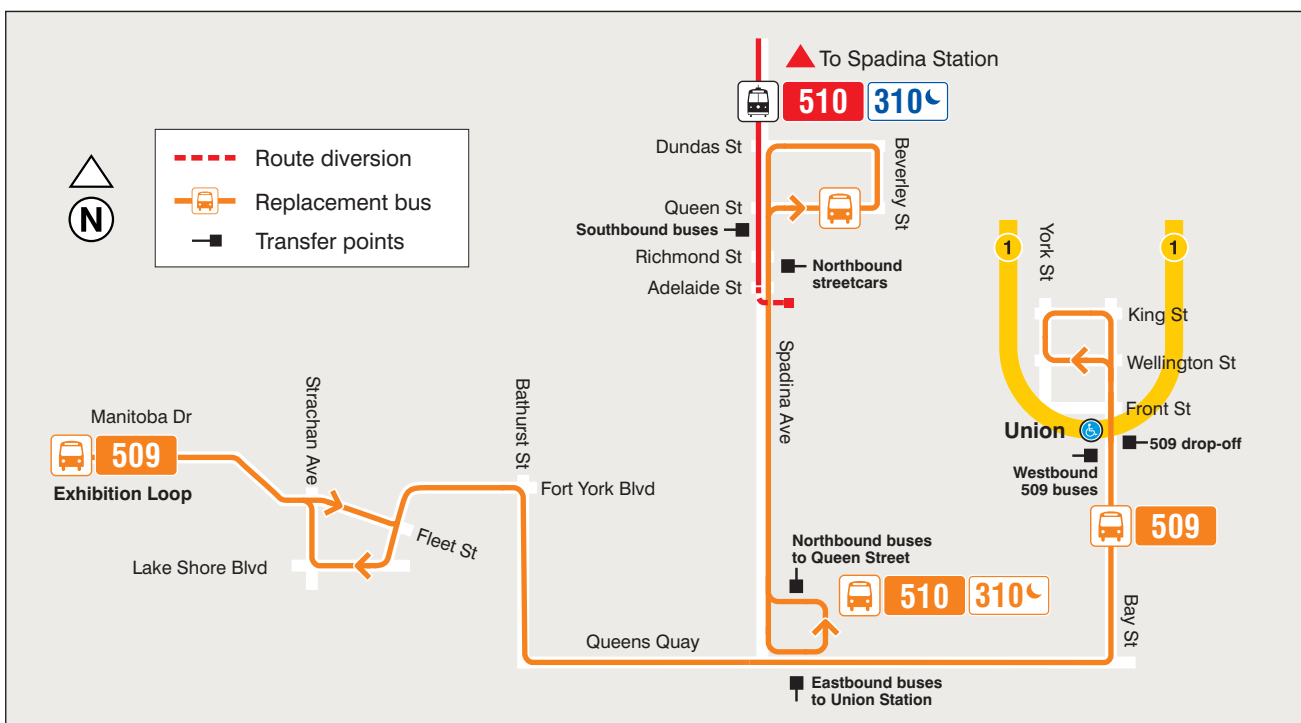 To Spadina Station
510
310
Dundas St
Beverley St
Route diversion
Replacement bus
Transfer points
N
Queen St
Southbound buses
Richmond St
Northbound
streetcars
Adelaide St
1
York St
1
King St
Wellington St
Front St
Union
509 drop-off
Westbound
509 buses
Spadina Ave
Manitoba Dr
509
Exhibition Loop
Strachan Ave
Bathurst St
Fort York Blvd
Fleet St
Lake Shore Blvd
509
Northbound buses
to Queen Street
510
310
Bay St
Queens Quay
Eastbound buses
to Union Station